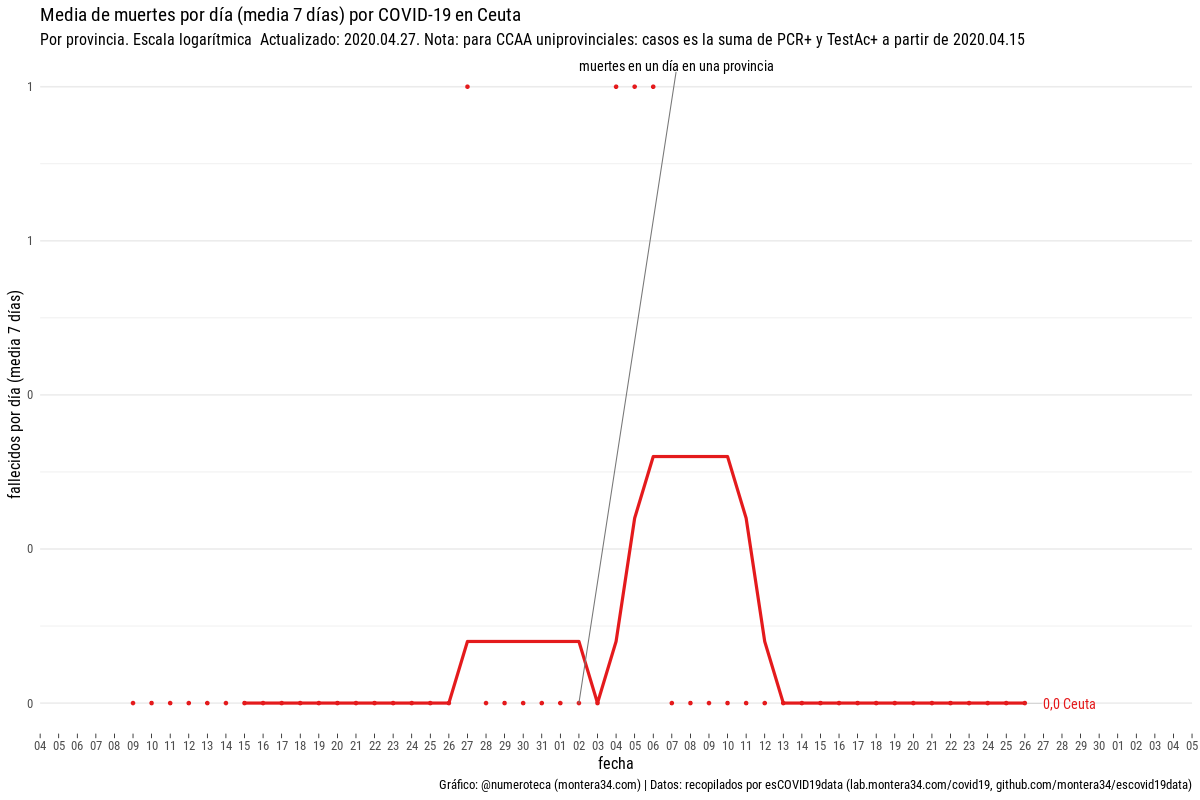 Media de muertes por día (media 7 días) por COVID-19 en Ceuta
Por provincia. Escala logarítmica  Actualizado: 2020.04.27. Nota: para CCAA uniprovinciales: casos es la suma de PCR+ y TestAc+ a partir de 2020.04.15
muertes en un día en una provincia
1
1
0
0
0
fallecidos por día (media 7 días)
0,0 Ceuta
04 05 06 07 08 09 10 11 12 13 14 15 16 17 18 19 20 21 22 23 24 25 26 27 28 29 30 31 01 02 03 04 05 06 07 08 09 10 11 12 13 14 15 16 17 18 19 20 21 22 23 24 25 26 27 28 29 30 01 02 03 04 05
fecha
Gráfico: @numeroteca (montera34.com) | Datos: recopilados por esCOVID19data (lab.montera34.com/covid19, github.com/montera34/escovid19data)